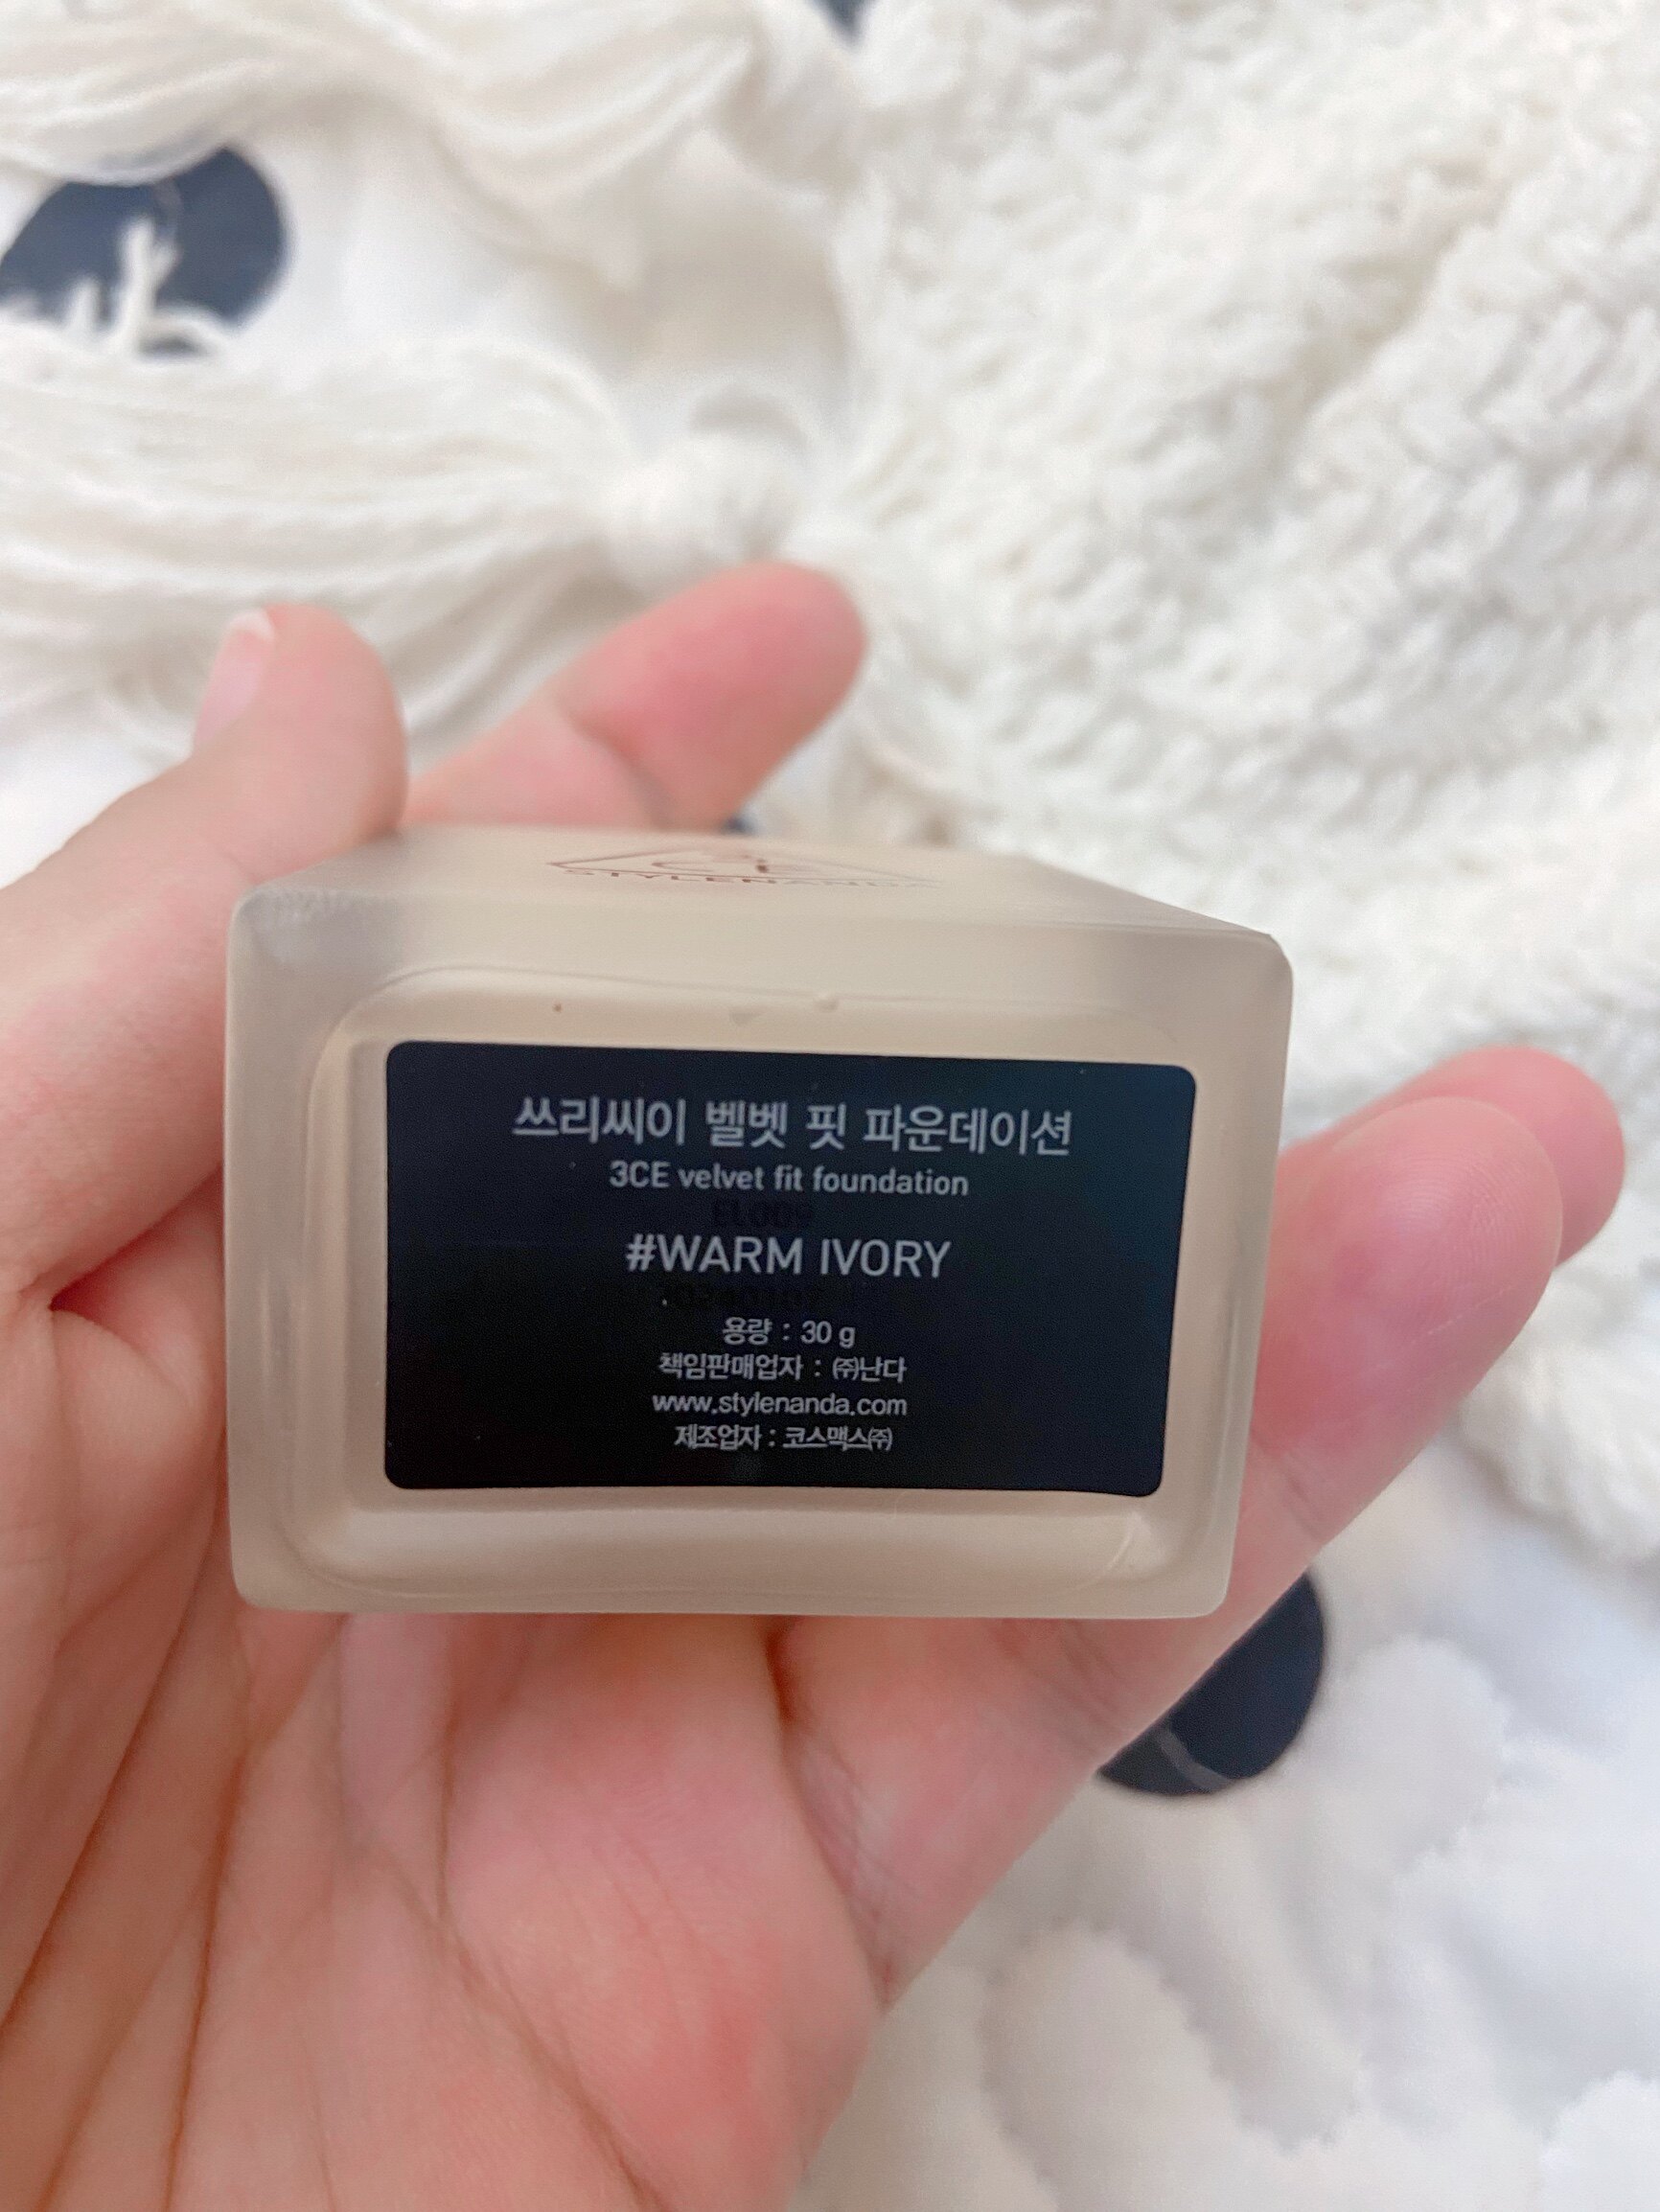 3CE
STYLENANDA
쓰리씨이 벨벳 핏 파운데이션
3CE velvet fit foundation
#WARM IVORY
용량 : 30 g
책임판매업자 : ㈜난다
www.stylenanda.com
제조업자 : 코스맥스㈜